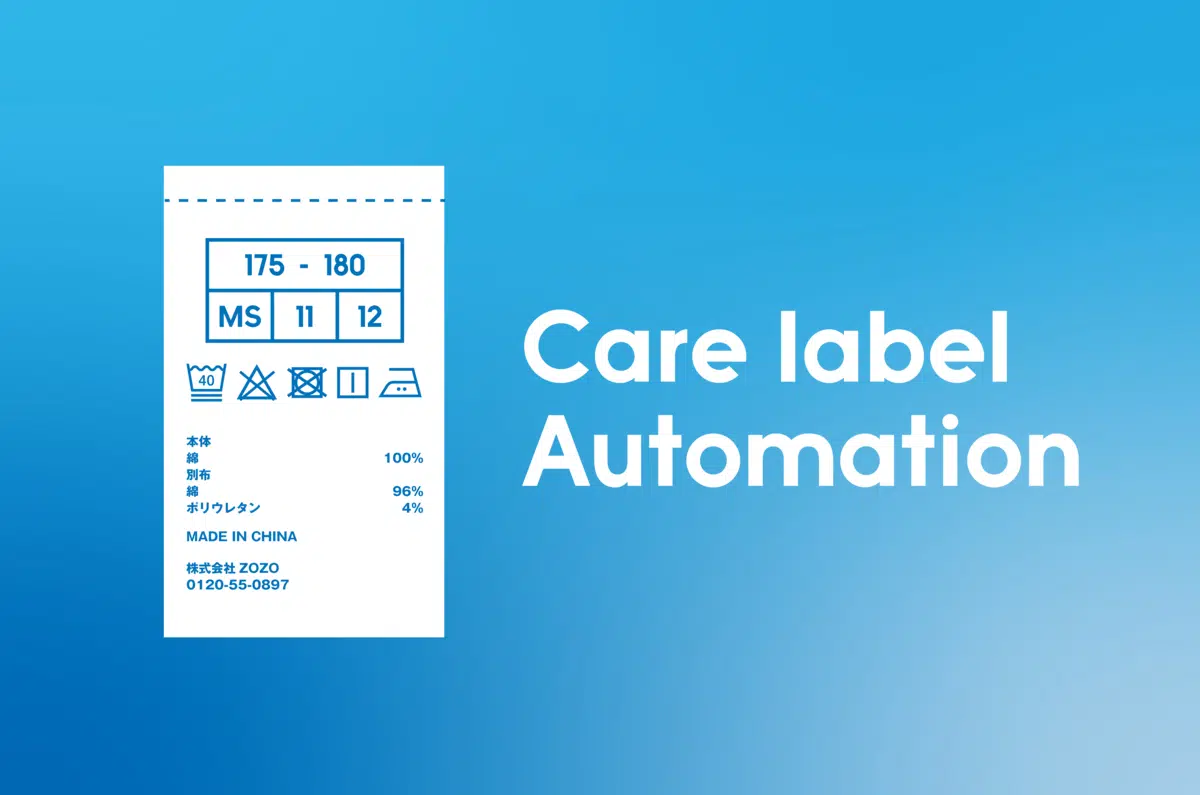 175 - 180
MS 11 12
40
本体
綿 100%
別布
綿 96%
ポリウレタン 4%
MADE IN CHINA
株式会社 ZOZO
0120-55-0897
Care label
Automation